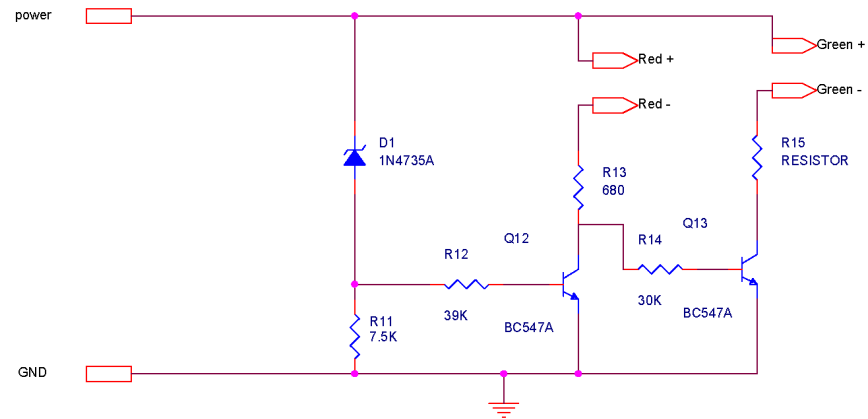 power
Green +
Red +
Green -
Red -
D1
1N4735A
R15
RESISTOR
R13
680
Q12
Q13
R12
R14
39K
30K
BC547A
BC547A
R11
7.5K
GND